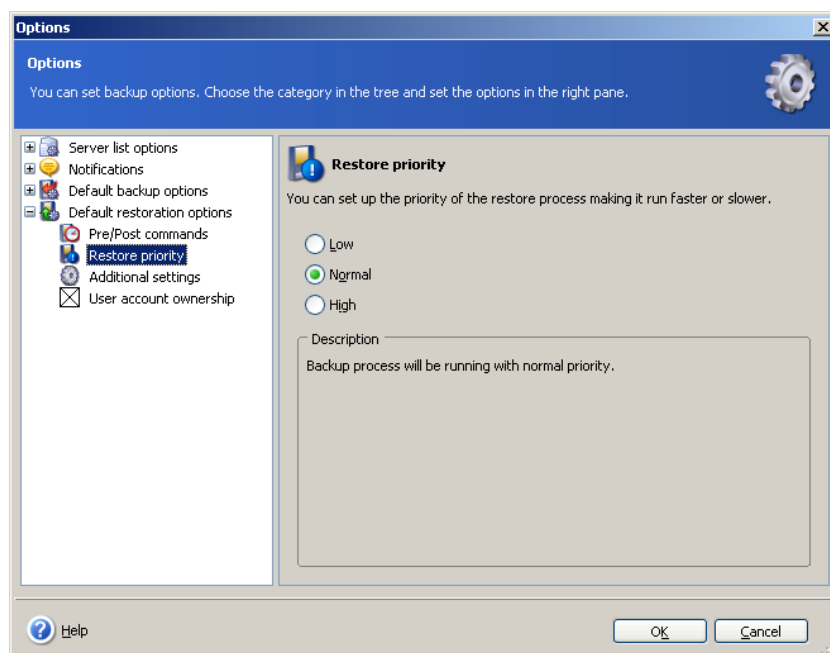 Options
Options
You can set backup options. Choose the category in the tree and set the options in the right pane.
Server list options
Notifications
Default backup options
Default restoration options
Pre/Post commands
Restore priority
Additional settings
User account ownership
Restore priority
You can set up the priority of the restore process making it run faster or slower.
Low
Normal
High
Description
Backup process will be running with normal priority.
Help
OK
Cancel